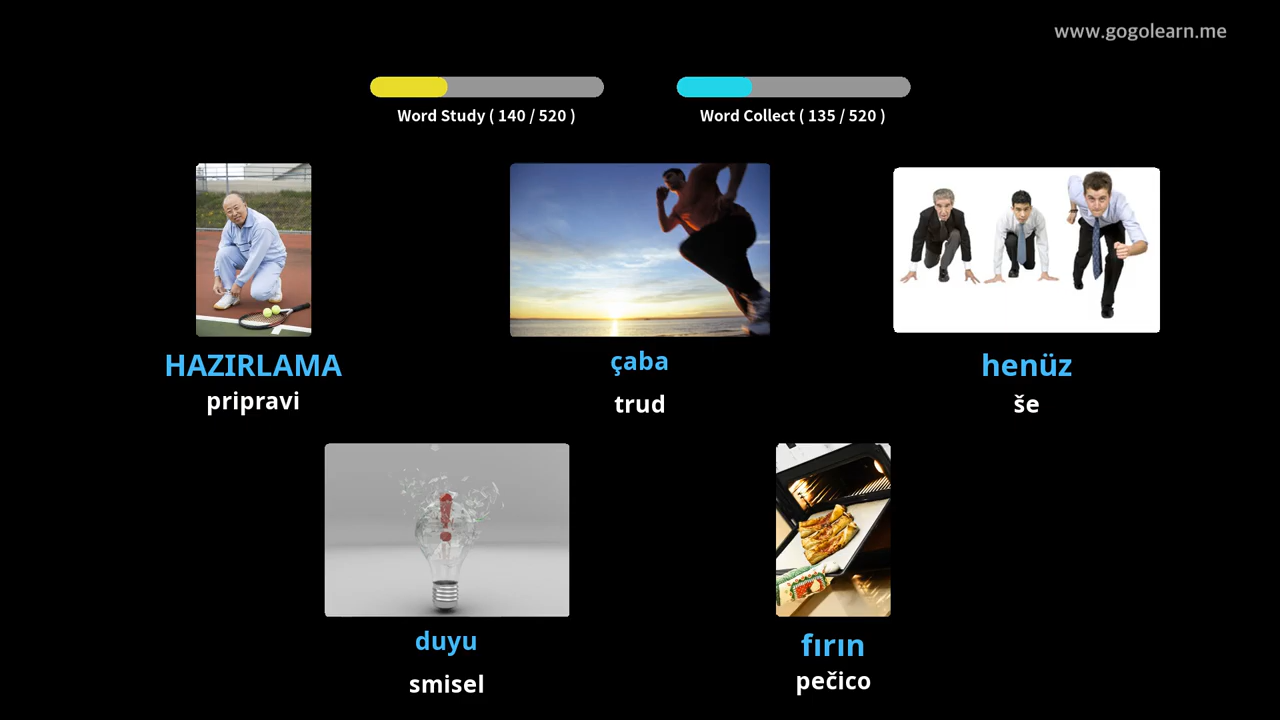 www.gogolearn.me
Word Study ( 140 / 520 )
Word Collect ( 135 / 520 )
HAZIRLAMA
pripravi
çaba
trud
henüz
še
duyu
smisel
fırın
pečico